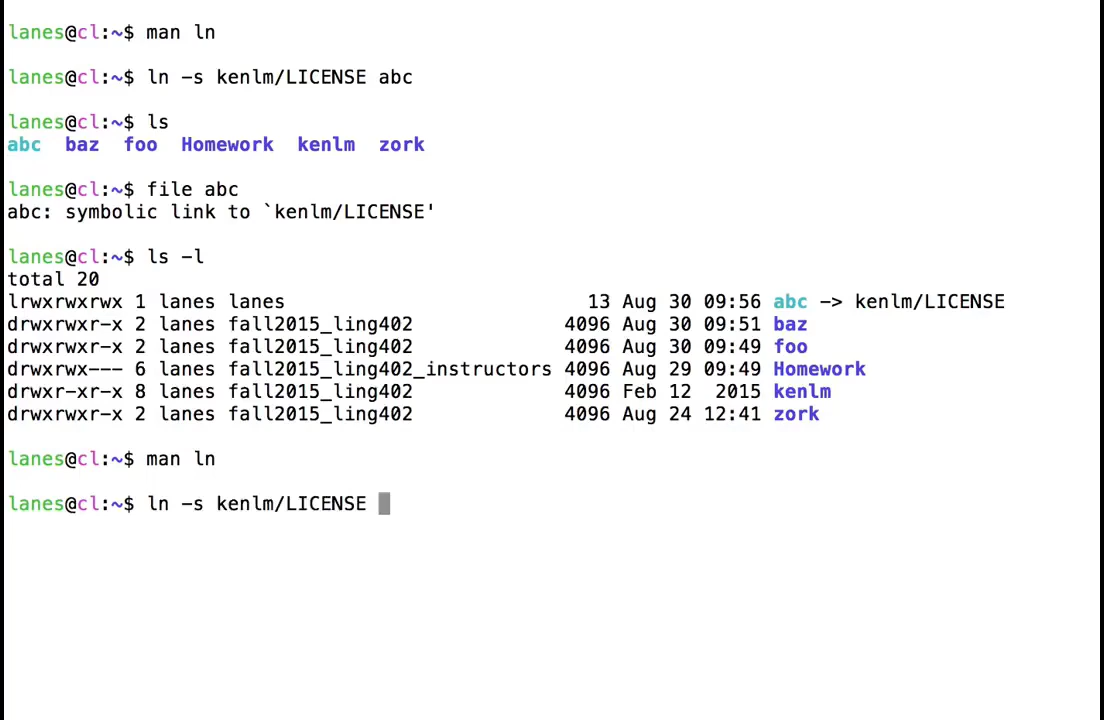 lanes@cl:~$ man ln
lanes@cl:~$ ln -s kenlm/LICENSE abc
lanes@cl:~$ ls
abc  baz  foo  Homework  kenlm  zork
lanes@cl:~$ file abc
abc: symbolic link to `kenlm/LICENSE'
lanes@cl:~$ ls -l
total 20
lrwxrwxrwx 1 lanes lanes                          13 Aug 30 09:56 abc -> kenlm/LICENSE
drwxrwxr-x 2 lanes fall2015_ling402             4096 Aug 30 09:51 baz
drwxrwxr-x 2 lanes fall2015_ling402             4096 Aug 30 09:49 foo
drwxrwx--- 6 lanes fall2015_ling402_instructors 4096 Aug 29 09:49 Homework
drwxr-xr-x 8 lanes fall2015_ling402             4096 Feb 12  2015 kenlm
drwxrwxr-x 2 lanes fall2015_ling402             4096 Aug 24 12:41 zork
lanes@cl:~$ man ln
lanes@cl:~$ ln -s kenlm/LICENSE